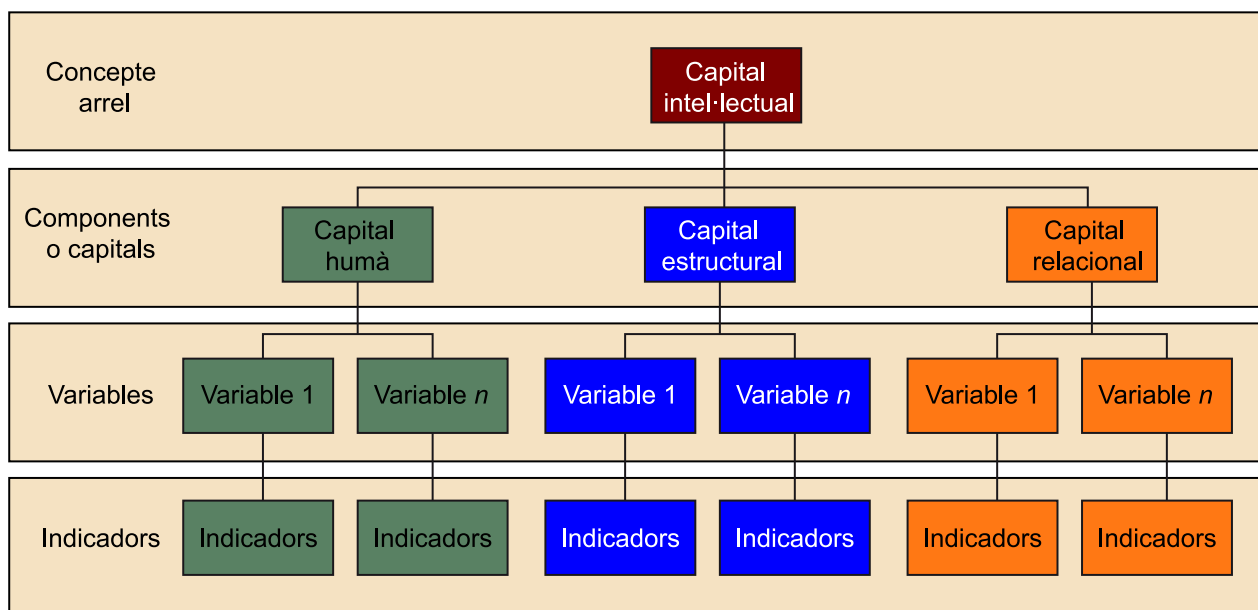 Concepte
arrel
Capital
intel·lectual
Components
o capitals
Capital
humà
Capital
estructural
Capital
relacional
Variables
Variable 1
Variable n
Variable 1
Variable n
Variable 1
Variable n
Indicadors
Indicadors
Indicadors
Indicadors
Indicadors
Indicadors
Indicadors